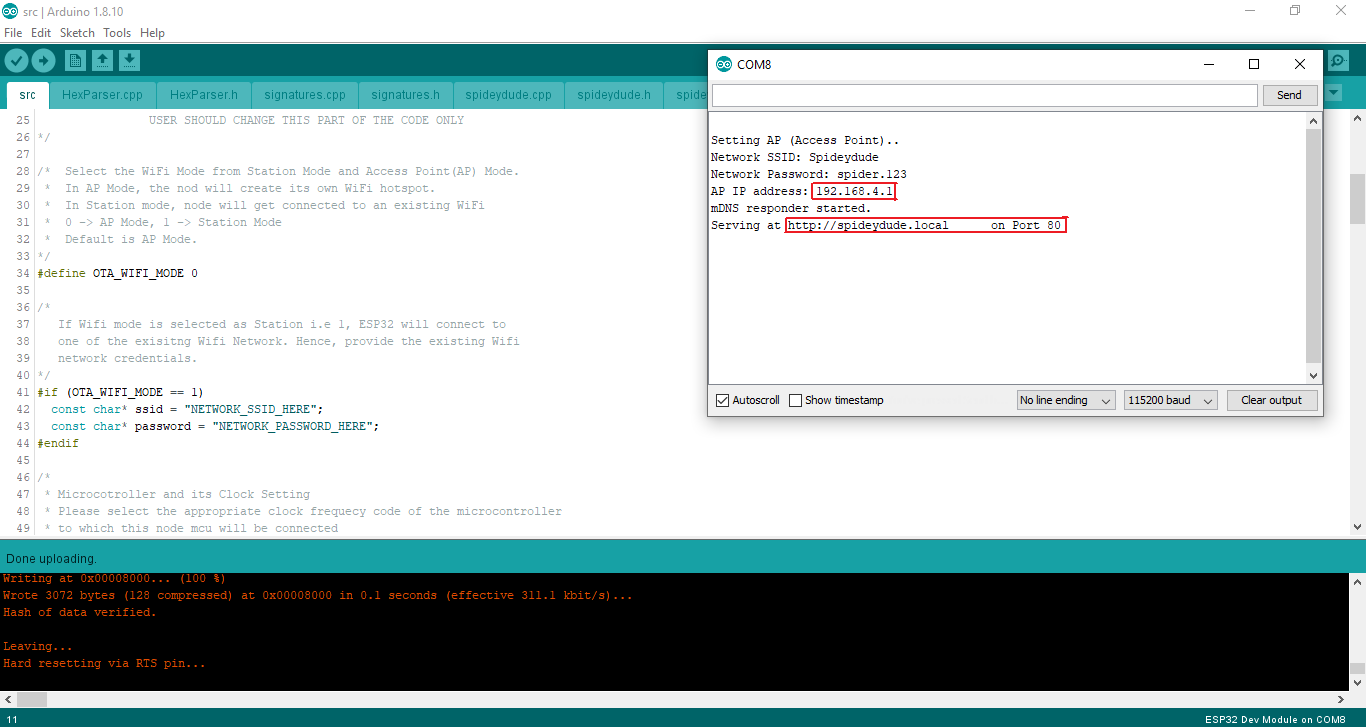 src | Arduino 1.8.10
File Edit Sketch Tools Help
src HexParser.cpp HexParser.h signatures.cpp signatures.h spideydude.cpp spideydude.h spide
25 USER SHOULD CHANGE THIS PART OF THE CODE ONLY
26 */
27
28 /* Select the WiFi Mode from Station Mode and Access Point(AP) Mode.
29 * In AP Mode, the nod will create its own WiFi hotspot.
30 * In Station mode, node will get connected to an existing WiFi
31 * 0 -> AP Mode, 1 -> Station Mode
32 * Default is AP Mode.
33 */
34 #define OTA_WIFI_MODE 0
35
36 /*
37 If Wifi mode is selected as Station i.e 1, ESP32 will connect to
38 one of the exisitng Wifi Network. Hence, provide the existing Wifi
39 network credentials.
40 */
41 #if (OTA_WIFI_MODE == 1)
42 const char* ssid = "NETWORK_SSID_HERE";
43 const char* password = "NETWORK_PASSWORD_HERE";
44 #endif
45
46 /*
47 * Microcotroller and its Clock Setting
48 * Please select the appropriate clock frequecy code of the microcontroller
49 * to which this node mcu will be connected
COM8
Send
Setting AP (Access Point)..
Network SSID: Spideydude
Network Password: spider.123
AP IP address: 192.168.4.1
mDNS responder started.
Serving at http://spideydude.local on Port 80
Autoscroll Show timestamp No line ending 115200 baud Clear output
Done uploading.
Writing at 0x00008000... (100 %)
Wrote 3072 bytes (128 compressed) at 0x00008000 in 0.1 seconds (effective 311.1 kbit/s)...
Hash of data verified.
Leaving...
Hard resetting via RTS pin...
11 ESP32 Dev Module on COM8